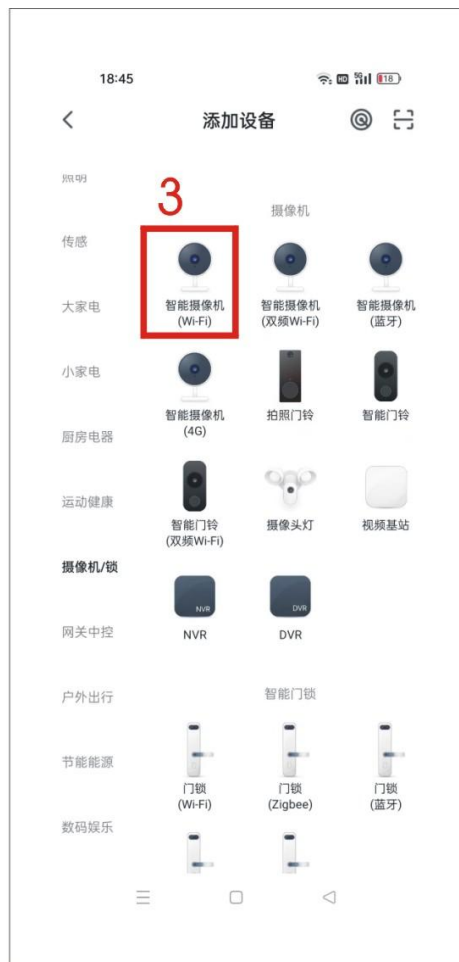 18:45
HD 5G 18
添加设备
照明
3
摄像机
传感
大家电
小家电
厨房电器
运动健康
摄像机/锁
网关中控
户外出行
节能能源
数码娱乐
智能摄像机
(Wi-Fi)
智能摄像机
(双频Wi-Fi)
智能摄像机
(蓝牙)
智能摄像机
(4G)
拍照门铃
智能门铃
智能门铃
(双频Wi-Fi)
摄像头灯
视频基站
NVR
NVR
DVR
DVR
智能门锁
门锁
(Wi-Fi)
门锁
(Zigbee)
门锁
(蓝牙)